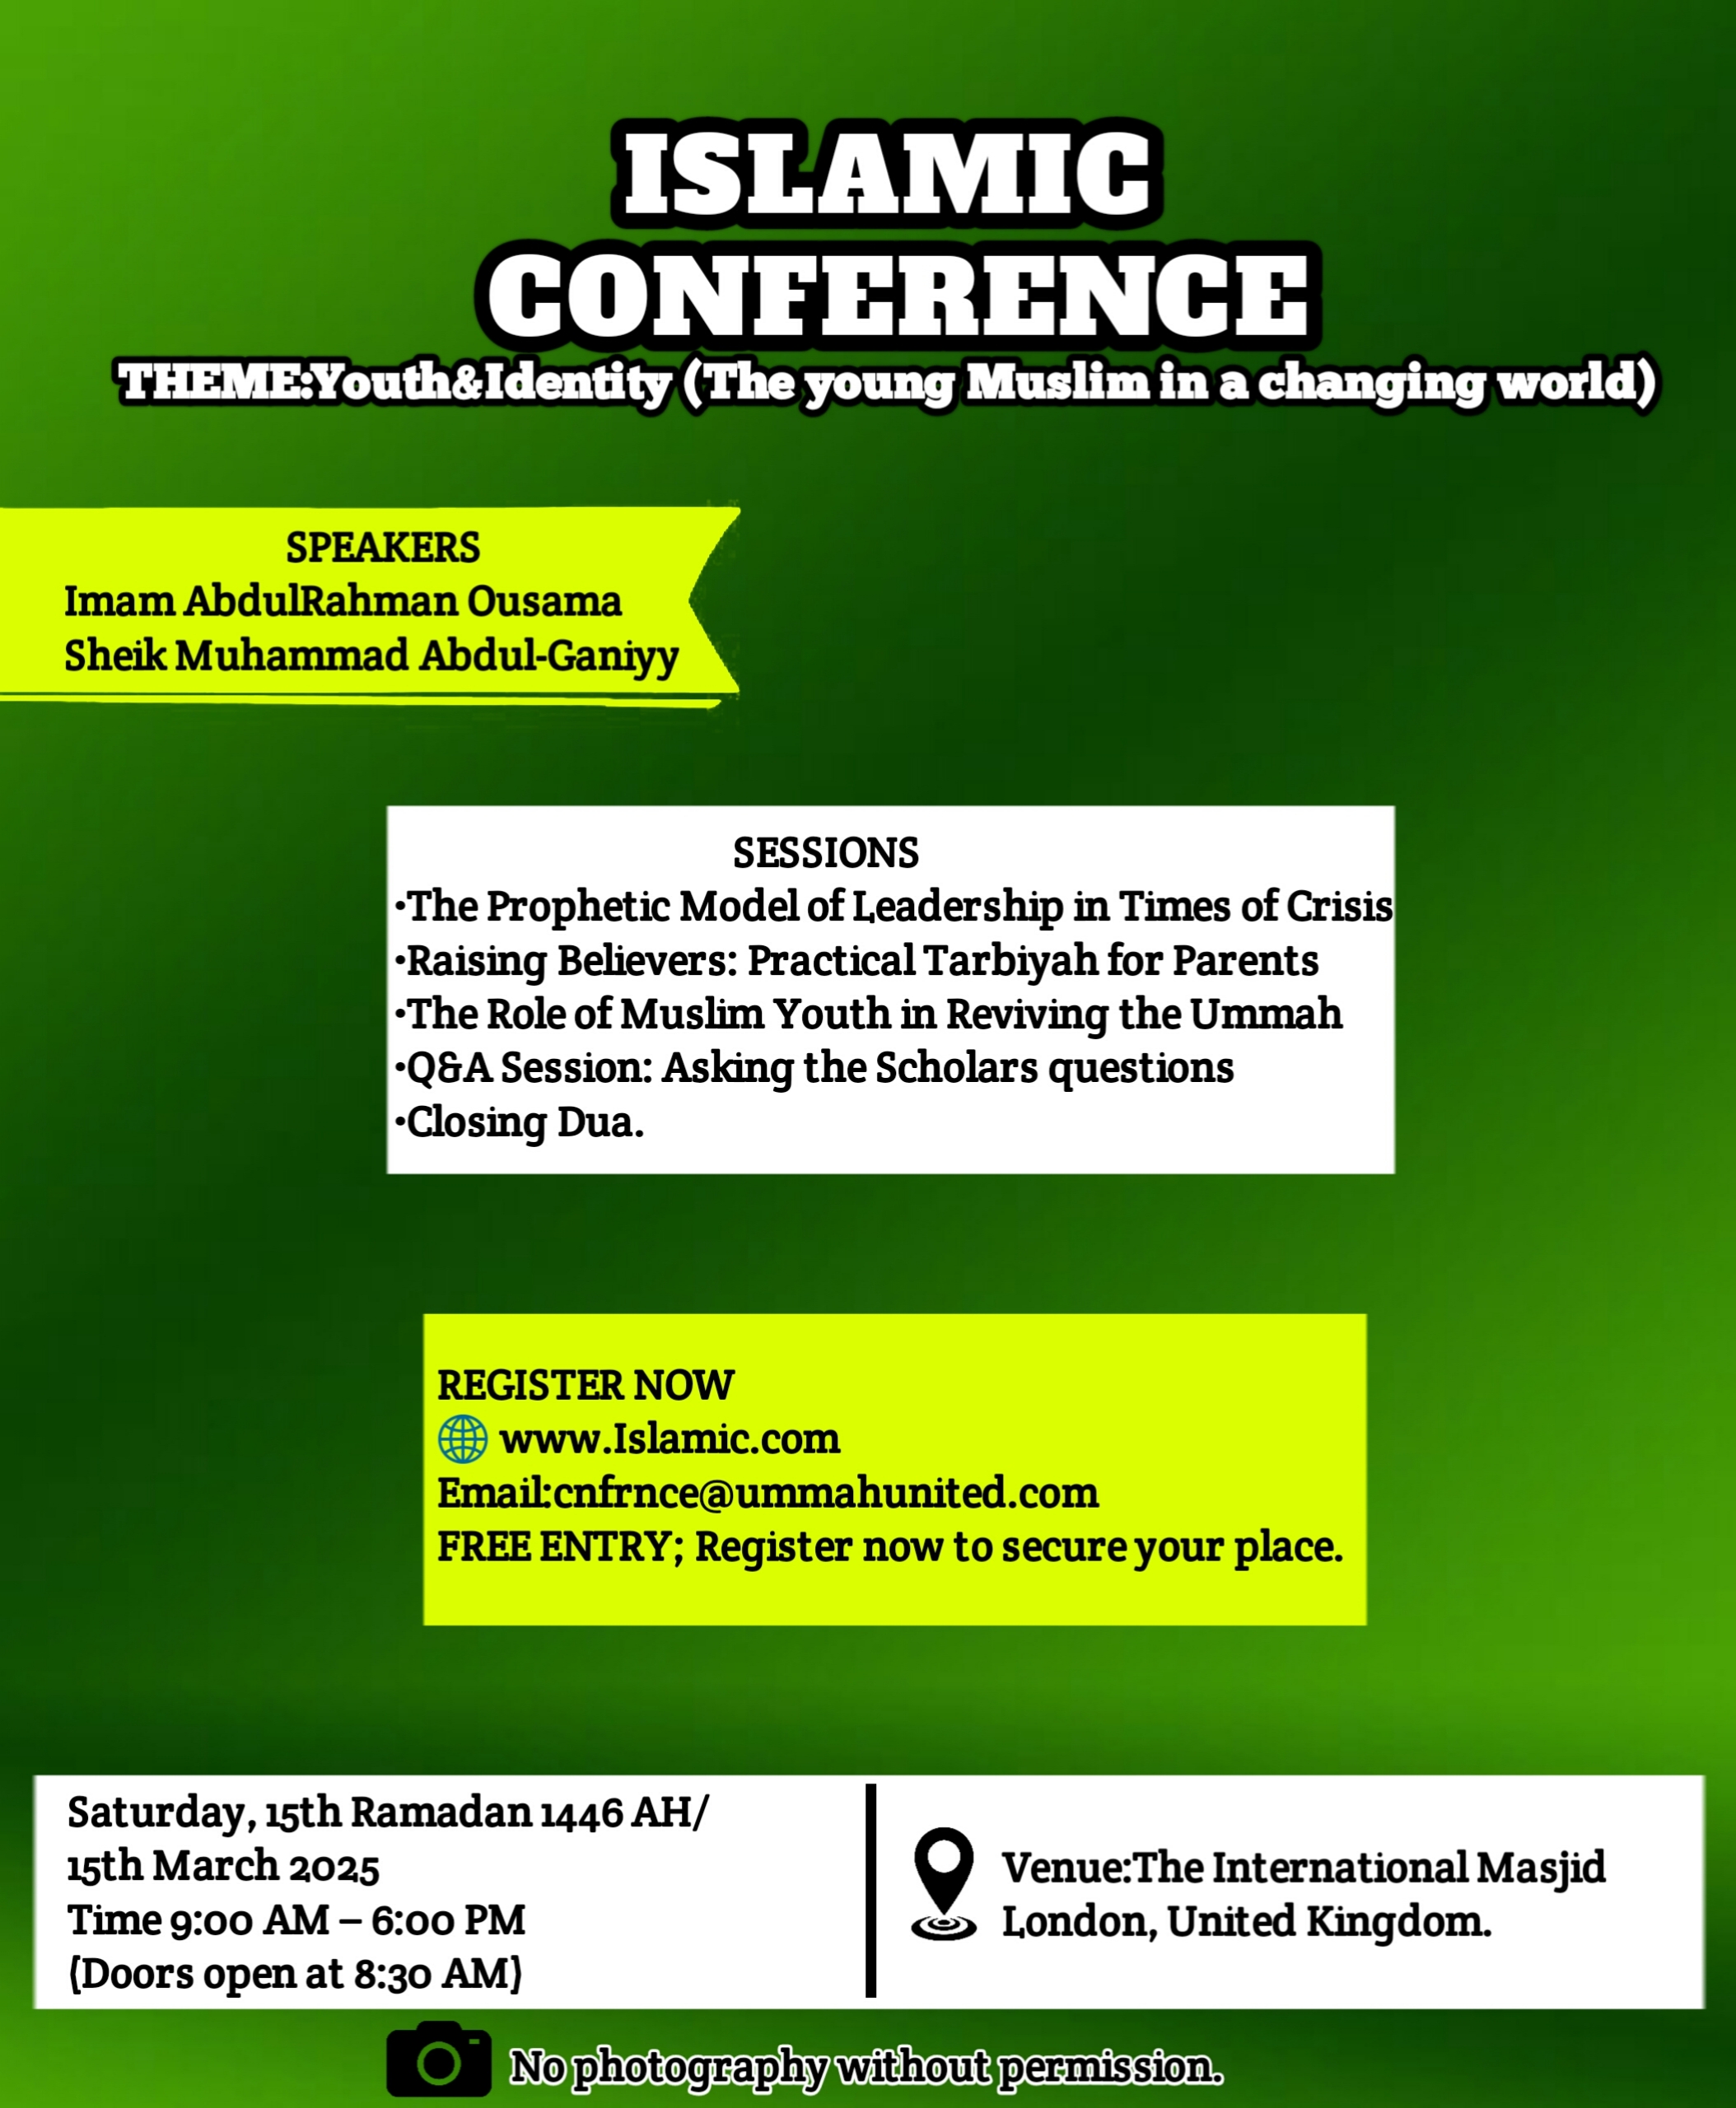 ISLAMIC
CONFERENCE
THEME:Youth&Identity (The young Muslim in a changing world)
SPEAKERS
Imam AbdulRahman Ousama
Sheik Muhammad Abdul-Ganiyy
SESSIONS
•The Prophetic Model of Leadership in Times of Crisis
•Raising Believers: Practical Tarbiyah for Parents
•The Role of Muslim Youth in Reviving the Ummah
•Q&A Session: Asking the Scholars questions
•Closing Dua.
REGISTER NOW
🌐 www.Islamic.com
Email:cnfrnce@ummahunited.com
FREE ENTRY; Register now to secure your place.
Saturday, 15th Ramadan 1446 AH/
15th March 2025
Time 9:00 AM – 6:00 PM
(Doors open at 8:30 AM)
Venue:The International Masjid
London, United Kingdom.
No photography without permission.